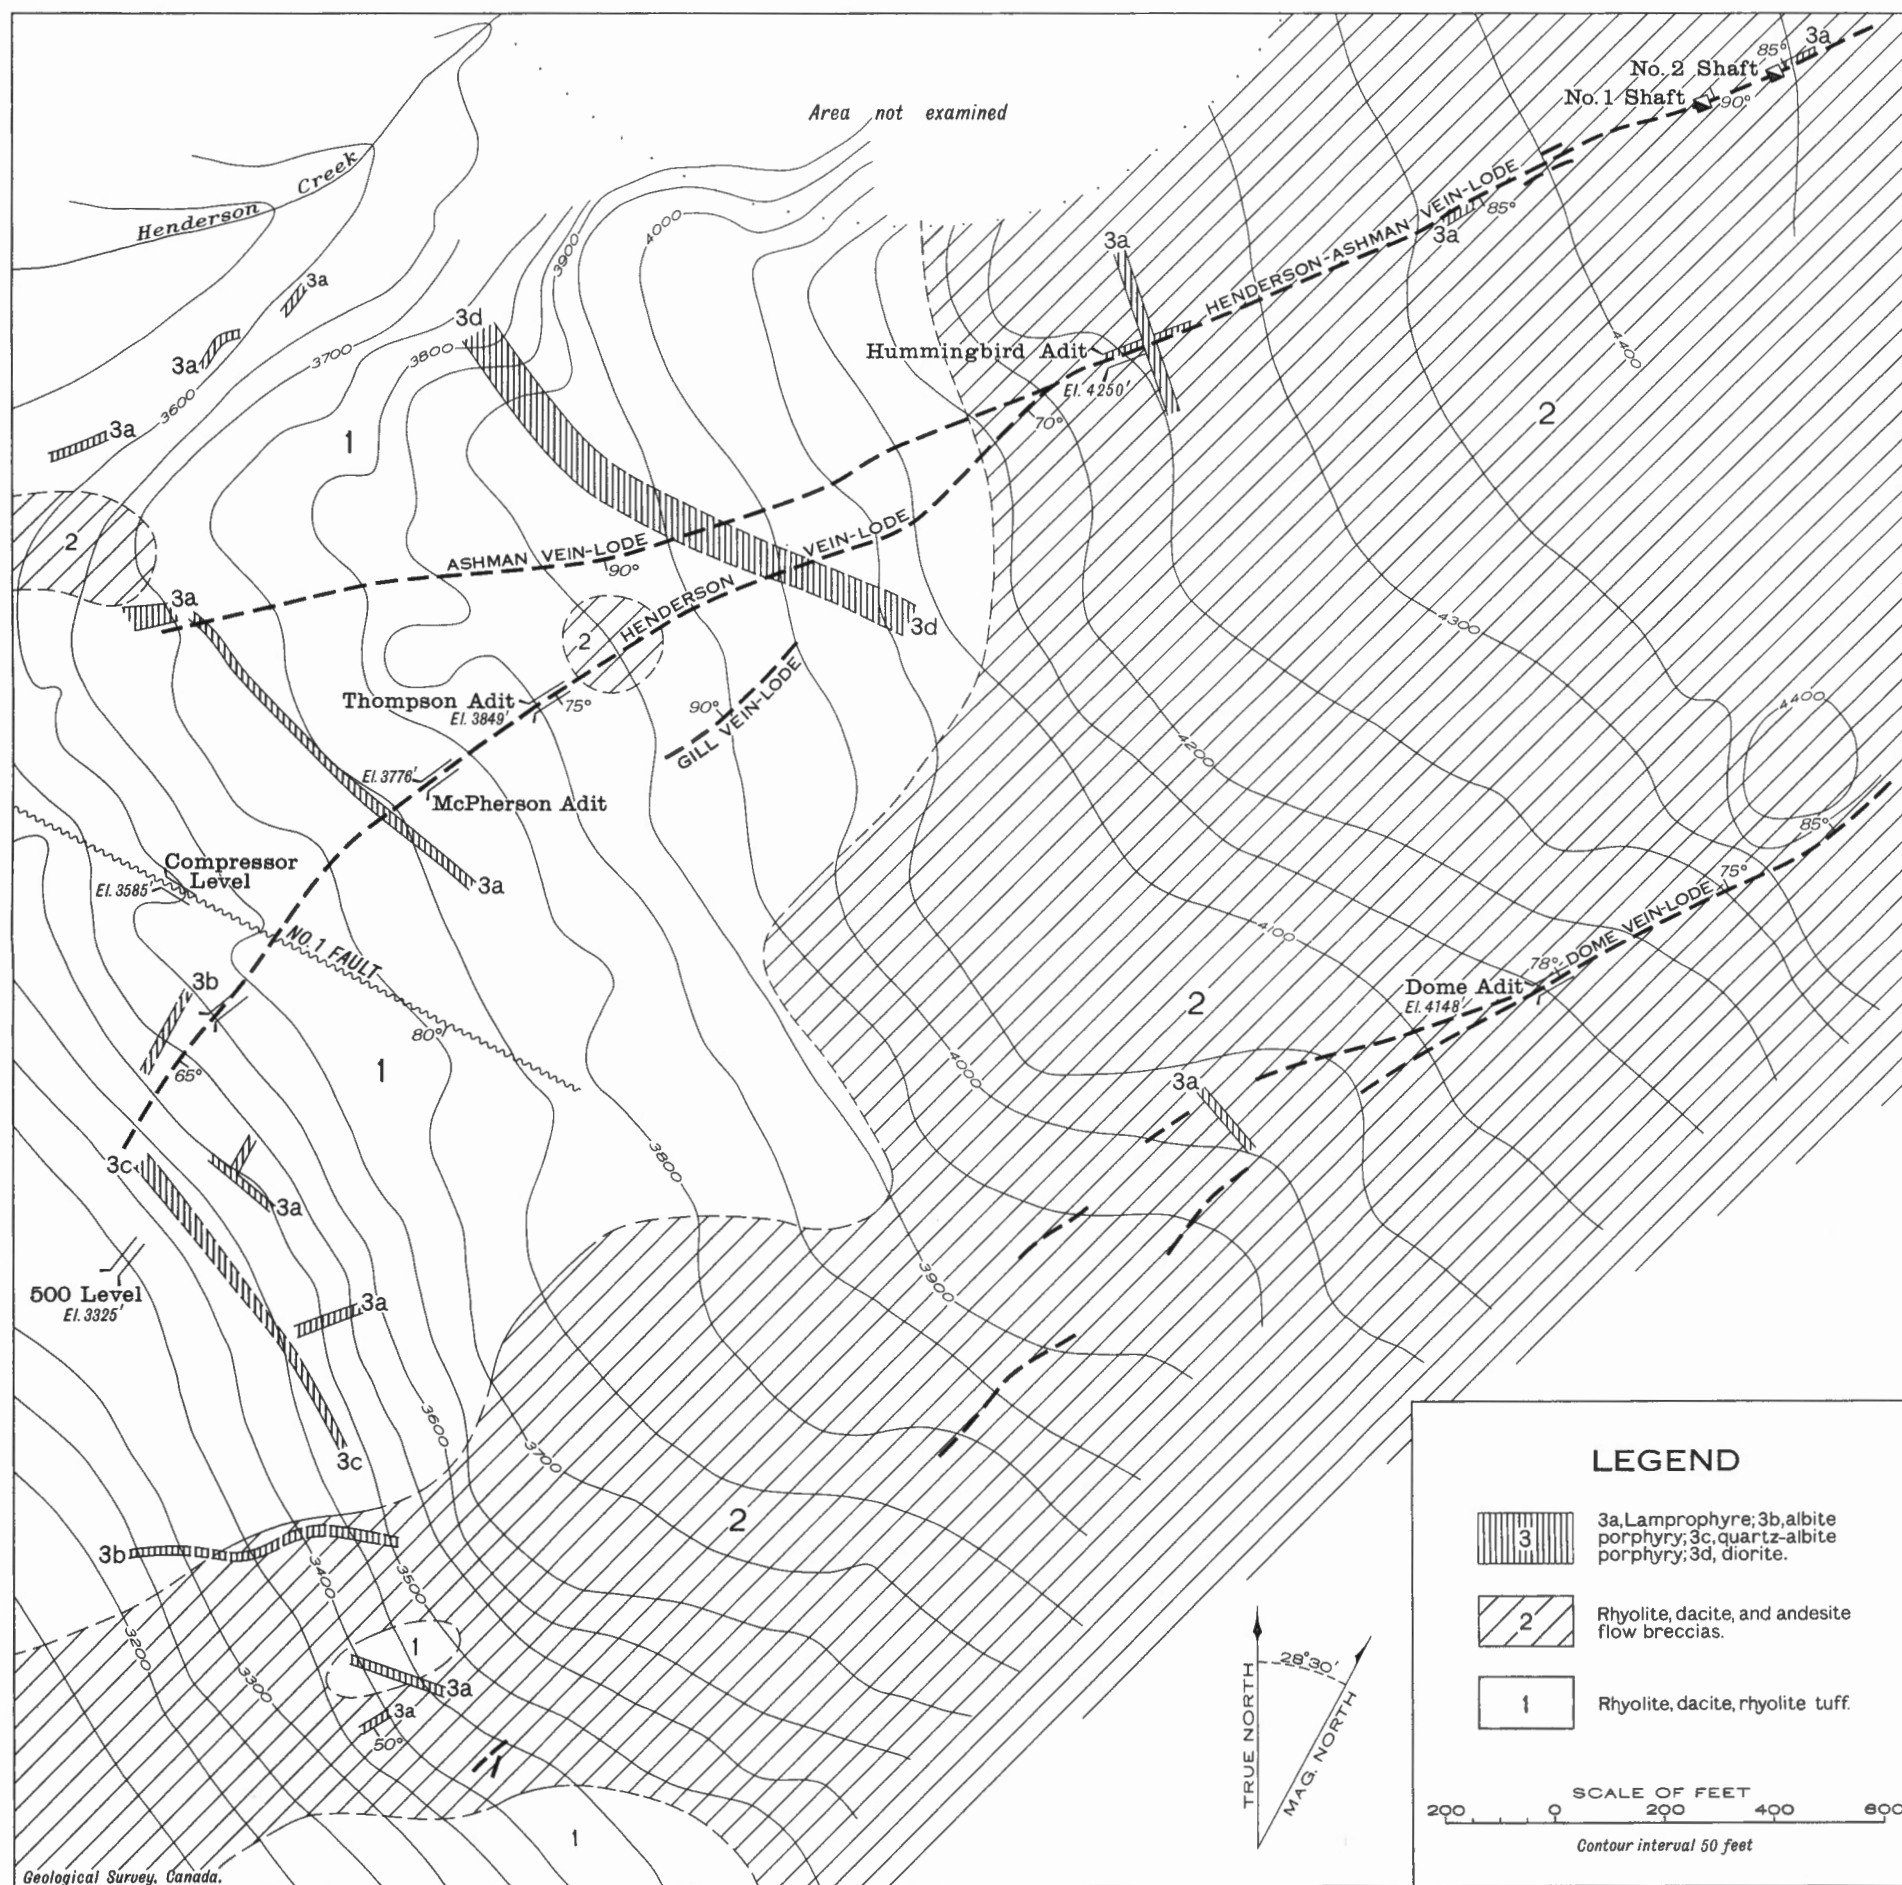 3a
85°
No. 2 Shaft
No. 1 Shaft
90°
Area not examined
Henderson
Creek
HENDERSON-ASHMAN VEIN-LODE
85°
3a
3a
3a
3a
3a
3900
4000
3700
3800
3600
3d
Hummingbird Adit
El. 4250'
70°
4400
2
1
2
3a
ASHMAN VEIN-LODE
90°
HENDERSON
VEIN-LODE
2
3d
Thompson Adit
El. 3849'
75°
90°
GILL VEIN-LODE
El. 3776'
McPherson Adit
3a
4300
4200
4400
85°
75°
DOME VEIN-LODE
78°
Dome Adit
El. 4148'
4100
2
4000
3a
Compressor
Level
El. 3585'
NO. 1 FAULT
80°
3b
65°
1
3c
3a
3800
3900
500 Level
El. 3325'
3a
3c
3600
3700
2
3b
3400
3500
3200
3300
1
3a
3a
50°
1
Geological Survey, Canada.
28°30'
TRUE NORTH
MAG. NORTH
LEGEND
3
3a, Lamprophyre; 3b, albite
porphyry; 3c, quartz-albite
porphyry; 3d, diorite.
2
Rhyolite, dacite, and andesite
flow breccias.
1
Rhyolite, dacite, rhyolite tuff.
SCALE OF FEET
200 0 200 400 600
Contour interval 50 feet